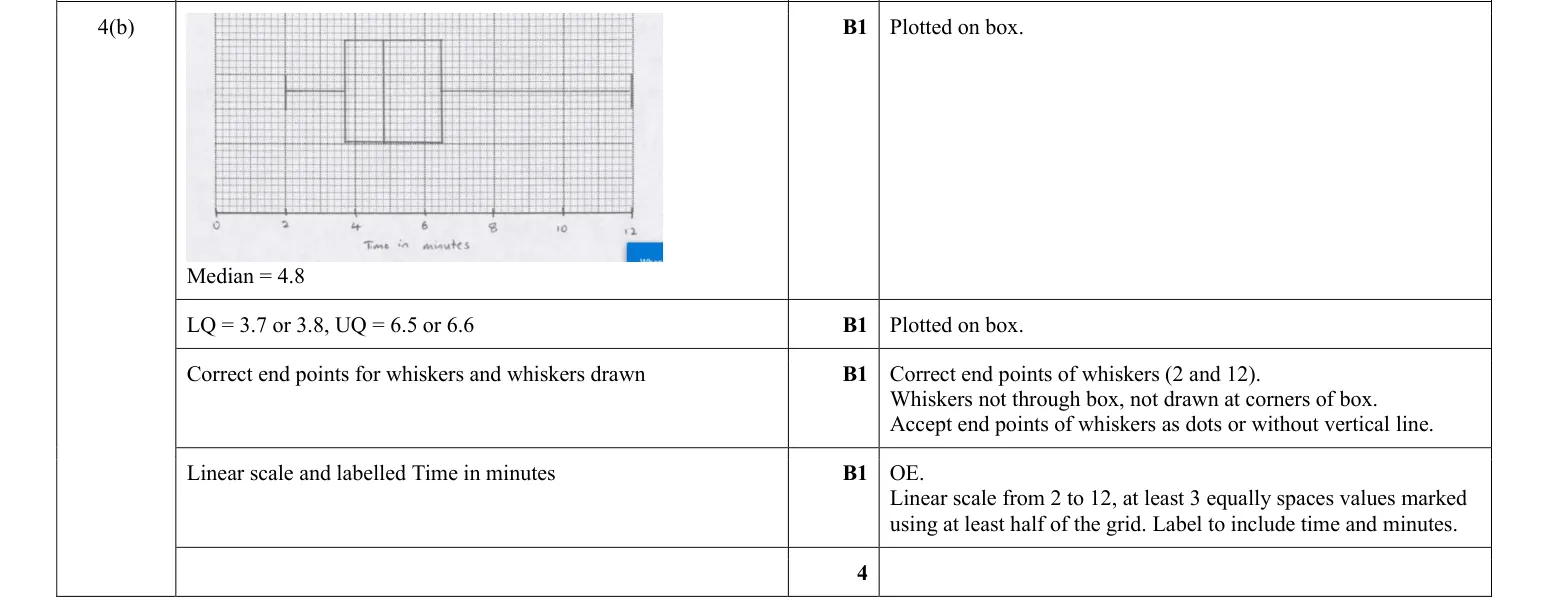 4(b)
B1
Plotted on box.
0 2 4 6 8 10 12
Time in minutes
Median = 4.8
LQ = 3.7 or 3.8, UQ = 6.5 or 6.6
B1
Plotted on box.
Correct end points for whiskers and whiskers drawn
B1
Correct end points of whiskers (2 and 12).
Whiskers not through box, not drawn at corners of box.
Accept end points of whiskers as dots or without vertical line.
Linear scale and labelled Time in minutes
B1
OE.
Linear scale from 2 to 12, at least 3 equally spaces values marked
using at least half of the grid. Label to include time and minutes.
4